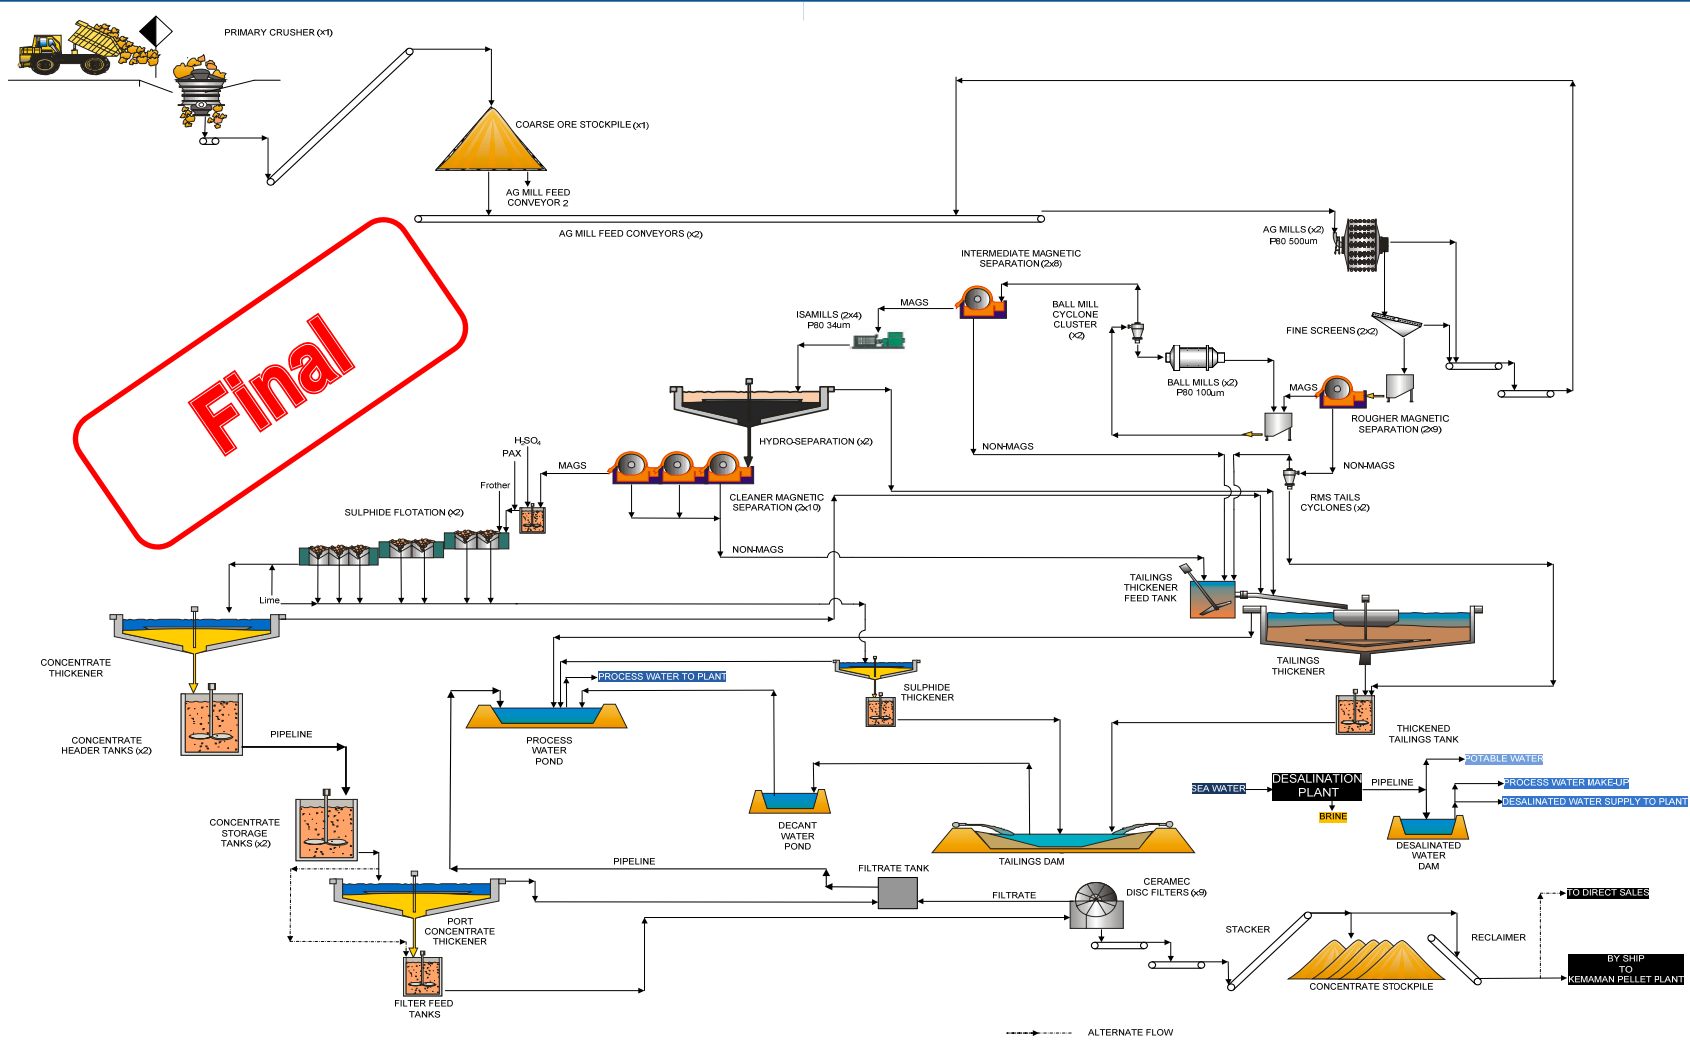 PRIMARY CRUSHER (x1)
COARSE ORE STOCKPILE (x1)
AG MILL FEED
CONVEYOR 2
AG MILL FEED CONVEYORS (x2)
AG MILLS (x2)
P80 500um
INTERMEDIATE MAGNETIC
SEPARATION (2x8)
MAGS
ISAMILLS (2x4)
P80 34um
BALL MILL
CYCLONE
CLUSTER
(x2)
FINE SCREENS (2x2)
BALL MILLS (x2)
P80 100um
MAGS
ROUGHER MAGNETIC
SEPARATION (2x9)
Final
HYDRO-SEPARATION (x2)
NON-MAGS
NON-MAGS
H2SO4
PAX
MAGS
Frother
CLEANER MAGNETIC
SEPARATION (2x10)
RMS TAILS
CYCLONES (x2)
SULPHIDE FLOTATION (X2)
NON-MAGS
TAILINGS
THICKENER
FEED TANK
Lime
CONCENTRATE
THICKENER
TAILINGS
THICKENER
PROCESS WATER TO PLANT
SULPHIDE
THICKENER
CONCENTRATE
HEADER TANKS (x2)
PIPELINE
PROCESS
WATER
POND
THICKENED
TAILINGS TANK
POTABLE WATER
SEA WATER
DESALINATION
PLANT
PIPELINE
PROCESS WATER MAKE-UP
DESALINATED WATER SUPPLY TO PLANT
BRINE
CONCENTRATE
STORAGE
TANKS (x2)
DECANT
WATER
POND
DESALINATED
WATER
DAM
TAILINGS DAM
PIPELINE
FILTRATE TANK
FILTRATE
CERAMEC
DISC FILTERS (x9)
TO DIRECT SALES
PORT
CONCENTRATE
THICKENER
STACKER
RECLAIMER
BY SHIP
TO
KEMAMAN PELLET PLANT
CONCENTRATE STOCKPILE
FILTER FEED
TANKS
ALTERNATE FLOW